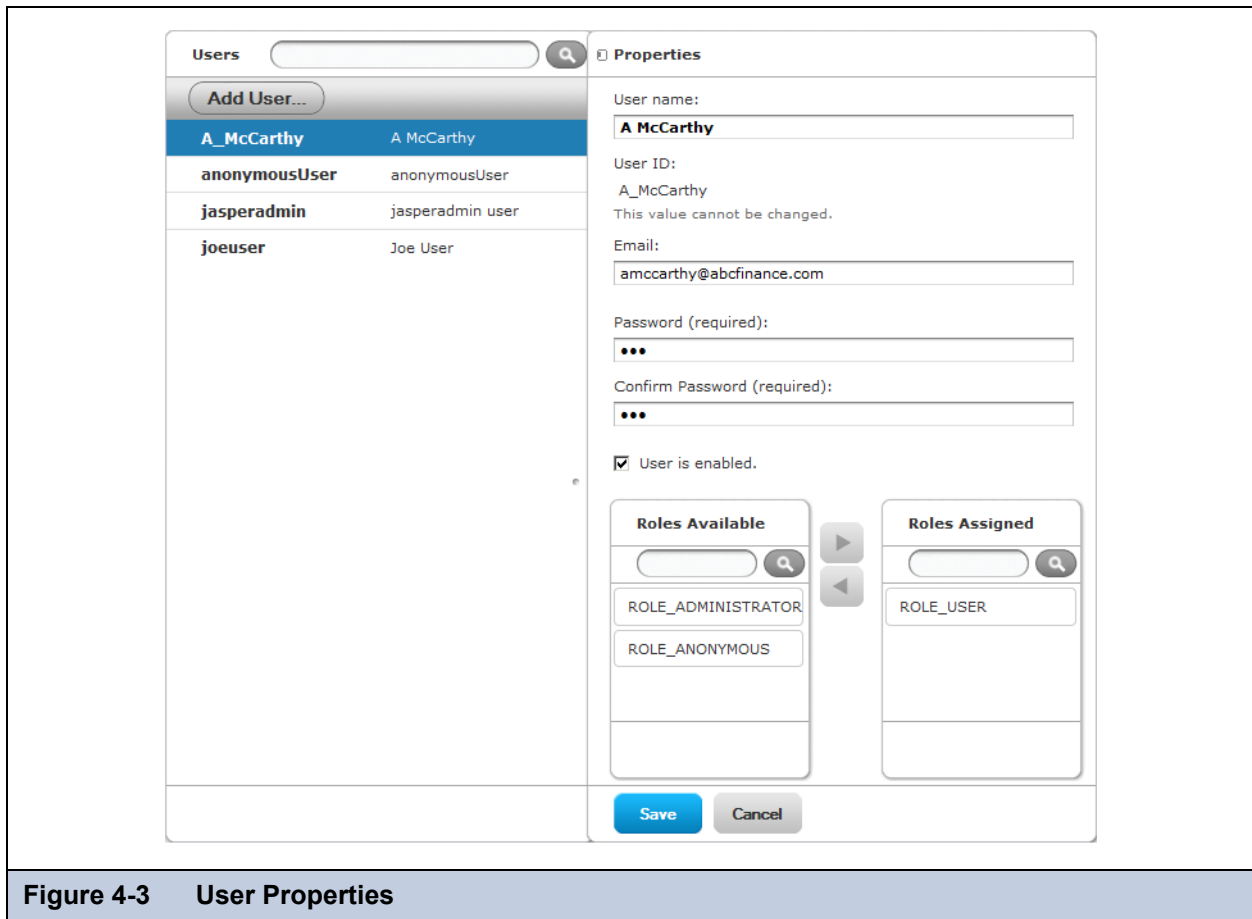 Users
Add User...
A_McCarthy A McCarthy
anonymousUser anonymousUser
jasperadmin jasperadmin user
joeuser Joe User
Properties
User name:
A McCarthy
User ID:
A_McCarthy
This value cannot be changed.
Email:
amccarthy@abcfinance.com
Password (required):
•••
Confirm Password (required):
•••
User is enabled.
Roles Available
ROLE_ADMINISTRATOR
ROLE_ANONYMOUS
Roles Assigned
ROLE_USER
Save Cancel
Figure 4-3 User Properties